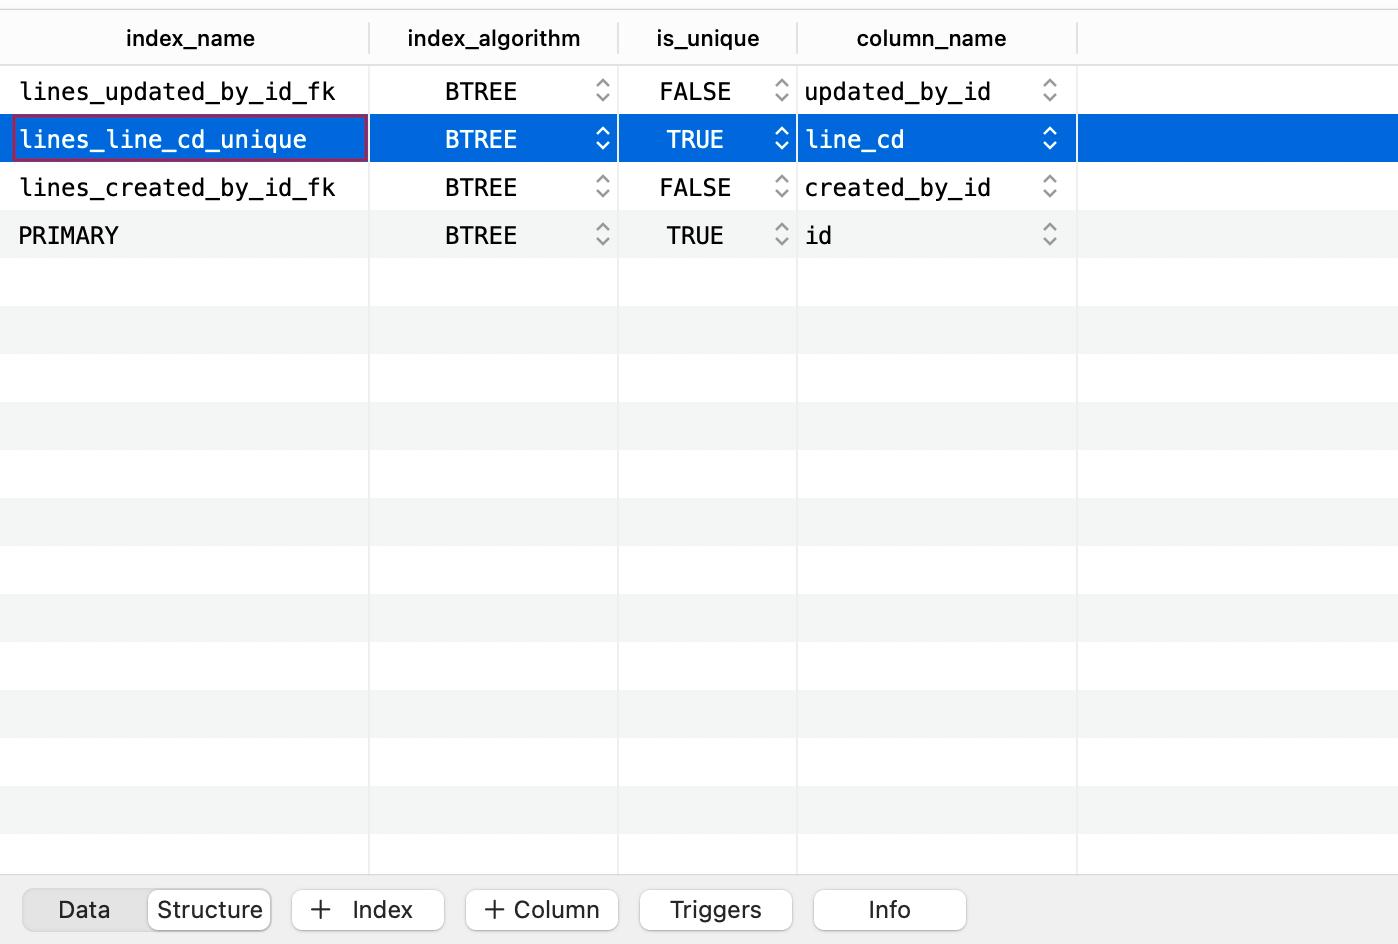 index_name index_algorithm is_unique column_name
lines_updated_by_id_fk BTREE FALSE updated_by_id
lines_line_cd_unique BTREE TRUE line_cd
lines_created_by_id_fk BTREE FALSE created_by_id
PRIMARY BTREE TRUE id
Data Structure + Index + Column Triggers Info